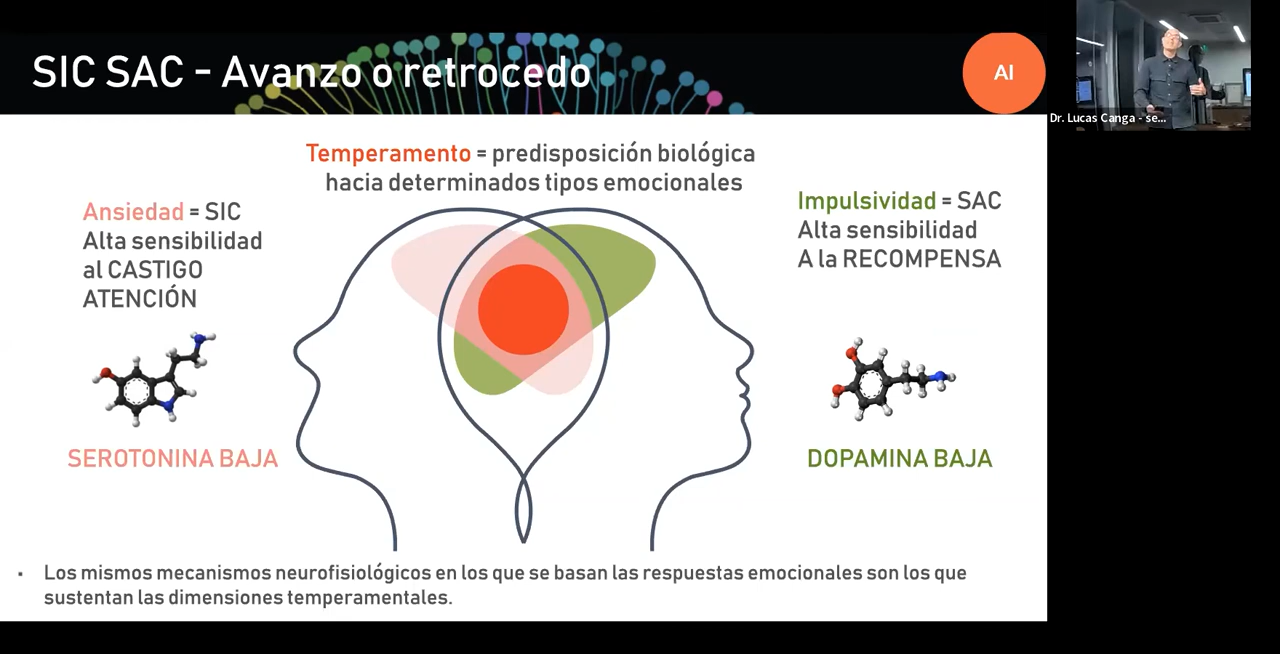 SIC SAC - Avanzo o retrocedo
AI
Dr. Lucas Canga - se...
Temperamento = predisposición biológica
hacia determinados tipos emocionales
Ansiedad = SIC
Alta sensibilidad
al CASTIGO
ATENCIÓN
Impulsividad = SAC
Alta sensibilidad
A la RECOMPENSA
SEROTONINA BAJA
DOPAMINA BAJA
▪ Los mismos mecanismos neurofisiológicos en los que se basan las respuestas emocionales son los que
sustentan las dimensiones temperamentales.